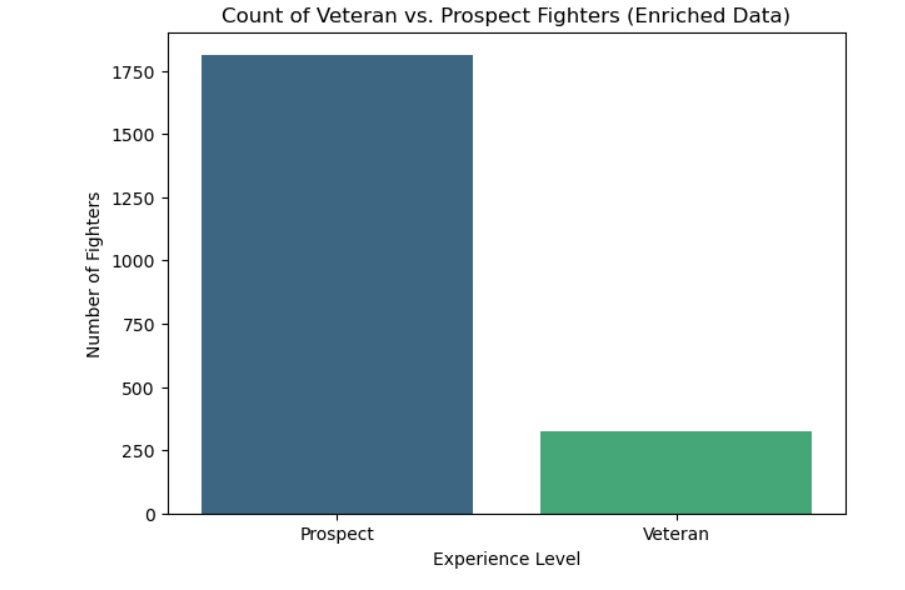 Count of Veteran vs. Prospect Fighters (Enriched Data)
Number of Fighters
1750
1500
1250
1000
750
500
250
0
Prospect
Veteran
Experience Level